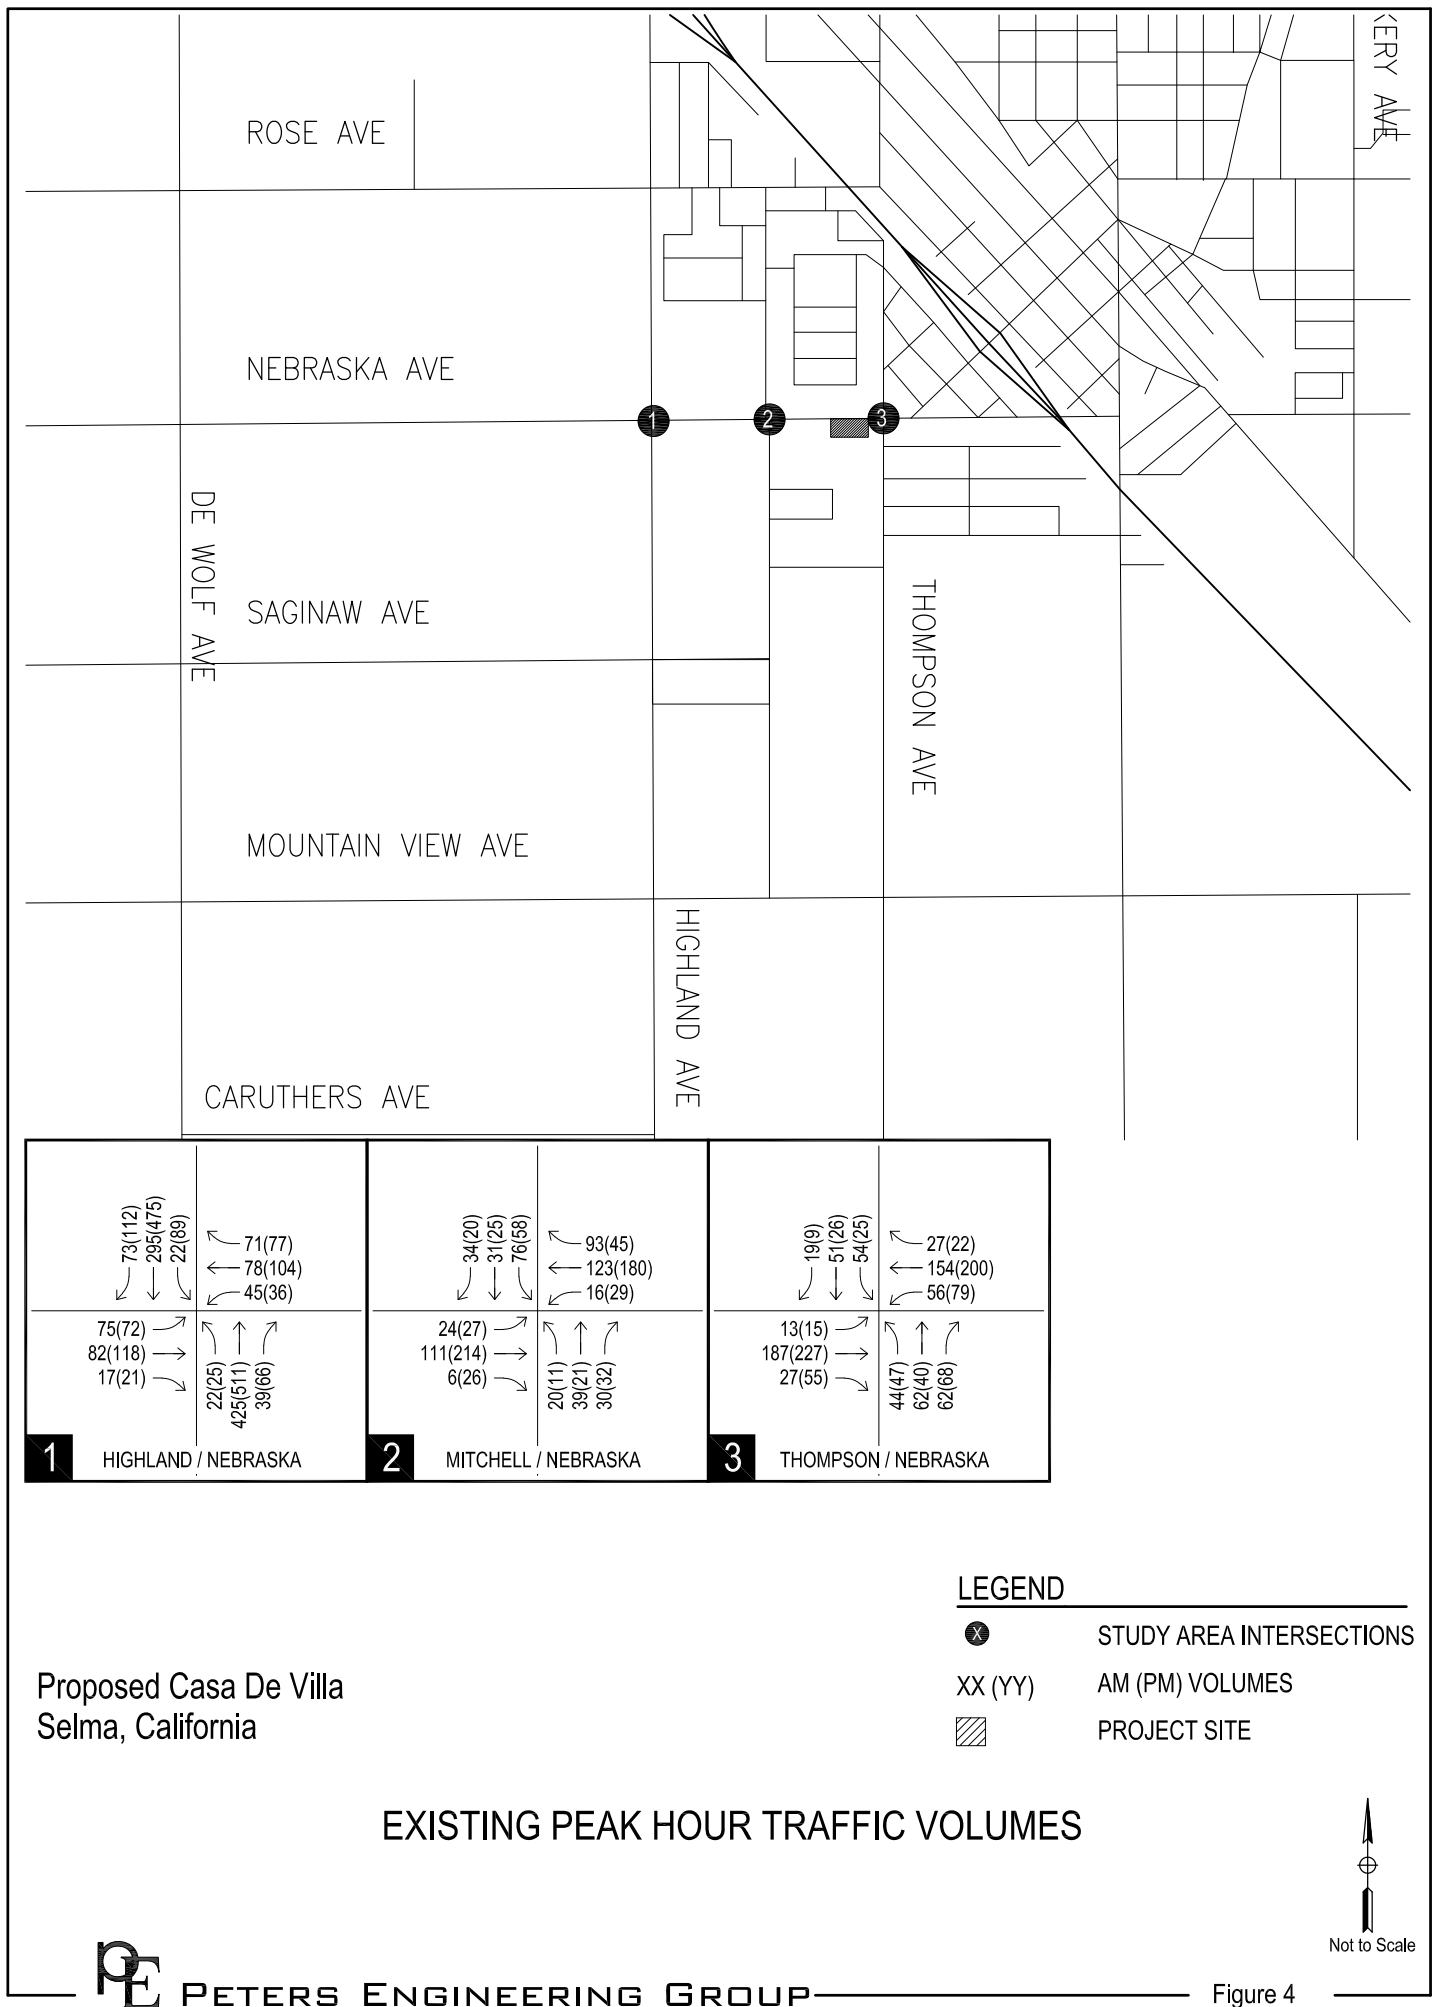 KERY AVE
ROSE AVE
NEBRASKA AVE
1
2
3
DE WOLF AVE
SAGINAW AVE
THOMPSON AVE
MOUNTAIN VIEW AVE
HIGHLAND AVE
CARUTHERS AVE
73(112)
295(475)
22(89)
71(77)
78(104)
45(36)
75(72)
82(118)
17(21)
22(25)
425(511)
39(66)
1
HIGHLAND / NEBRASKA
34(20)
31(25)
76(58)
93(45)
123(180)
16(29)
24(27)
111(214)
6(26)
20(11)
39(21)
30(32)
2
MITCHELL / NEBRASKA
19(9)
51(26)
54(25)
27(22)
154(200)
56(79)
13(15)
187(227)
27(55)
44(47)
62(40)
62(68)
3
THOMPSON / NEBRASKA
LEGEND
X STUDY AREA INTERSECTIONS
XX (YY) AM (PM) VOLUMES
PROJECT SITE
Proposed Casa De Villa
Selma, California
EXISTING PEAK HOUR TRAFFIC VOLUMES
Not to Scale
PE PETERS ENGINEERING GROUP
Figure 4